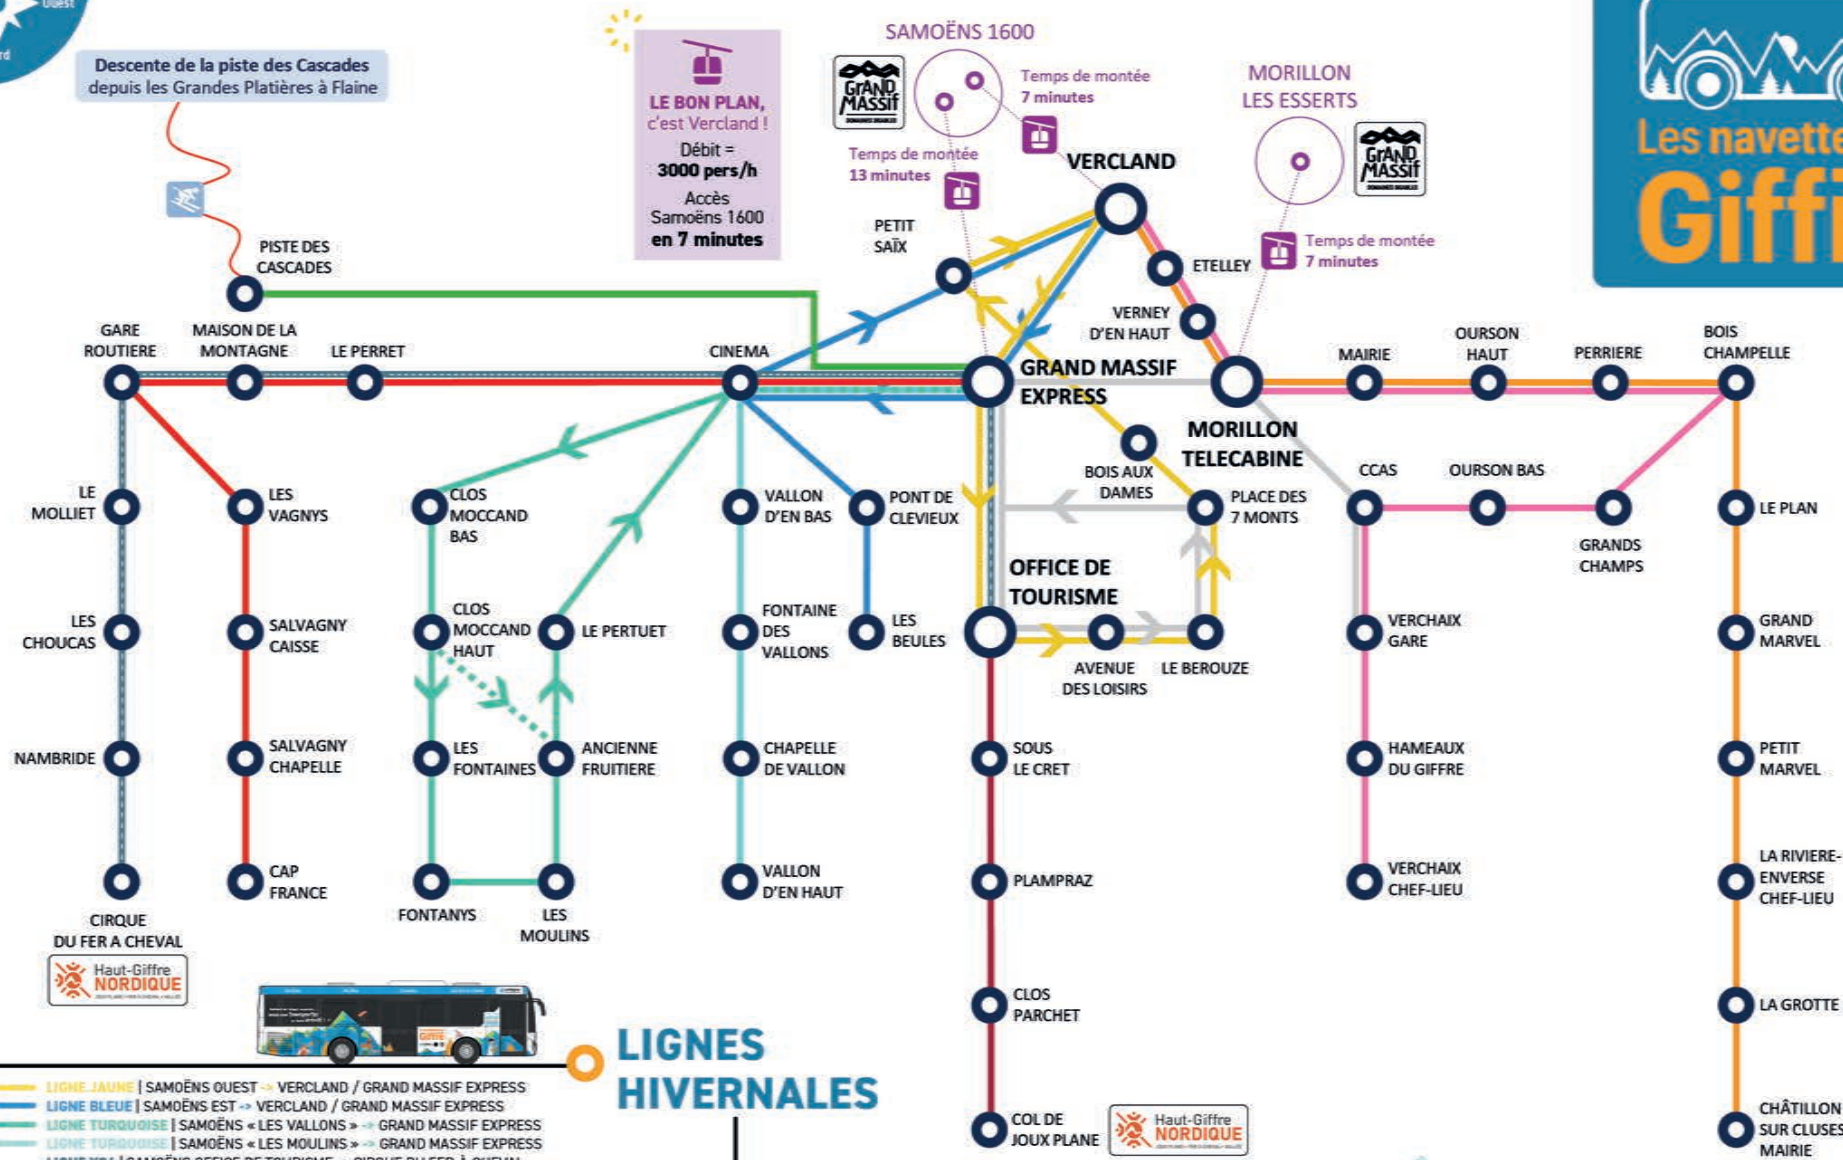 Ouest
Descente de la piste des Cascades
depuis les Grandes Platières à Flaine
LE BON PLAN,
c'est Vercland !
Débit =
3000 pers/h
Accès
Samoëns 1600
en 7 minutes
SAMOËNS 1600
GRAND
MASSIF
Temps de montée
7 minutes
Temps de montée
13 minutes
MORILLON
LES ESSERTS
GRAND
MASSIF
Temps de montée
7 minutes
Les navette
Giff
VERCLAND
PETIT
SAÏX
ETELLEY
VERNEY
D'EN HAUT
PISTE DES
CASCADES
GARE
ROUTIERE
MAISON DE LA
MONTAGNE
LE PERRET
CINEMA
GRAND MASSIF
EXPRESS
MORILLON
TELECABINE
MAIRIE
OURSON
HAUT
PERRIERE
BOIS
CHAMPELLE
LE
MOLLIET
LES
VAGNYS
CLOS
MOCCAND
BAS
VALLON
D'EN BAS
PONT DE
CLEVIEUX
BOIS AUX
DAMES
PLACE DES
7 MONTS
CCAS
OURSON BAS
GRANDS
CHAMPS
LE PLAN
LES
CHOUCAS
SALVAGNY
CAISSE
CLOS
MOCCAND
HAUT
LE PERTUET
FONTAINE
DES
VALLONS
LES
BEULES
OFFICE DE
TOURISME
AVENUE
DES LOISIRS
LE BEROUZE
VERCHAIX
GARE
GRAND
MARVEL
NAMBRIDE
SALVAGNY
CHAPELLE
LES
FONTAINES
ANCIENNE
FRUITIERE
CHAPELLE
DE VALLON
SOUS
LE CRET
HAMEAUX
DU GIFFRE
PETIT
MARVEL
CIRQUE
DU FER A CHEVAL
CAP
FRANCE
FONTANYS
LES
MOULINS
VALLON
D'EN HAUT
PLAMPRAZ
VERCHAIX
CHEF-LIEU
LA RIVIERE-
ENVERSE
CHEF-LIEU
Haut-Giffre
NORDIQUE
CLOS
PARCHET
LA GROTTE
COL DE
JOUX PLANE
Haut-Giffre
NORDIQUE
CHÂTILLON
SUR CLUSES
MAIRIE
LIGNES
HIVERNALES
LIGNE JAUNE | SAMOËNS OUEST -> VERCLAND / GRAND MASSIF EXPRESS
LIGNE BLEUE | SAMOËNS EST -> VERCLAND / GRAND MASSIF EXPRESS
LIGNE TURQUOISE | SAMOËNS « LES VALLONS » -> GRAND MASSIF EXPRESS
LIGNE TURQUOISE | SAMOËNS « LES MOULINS » -> GRAND MASSIF EXPRESS